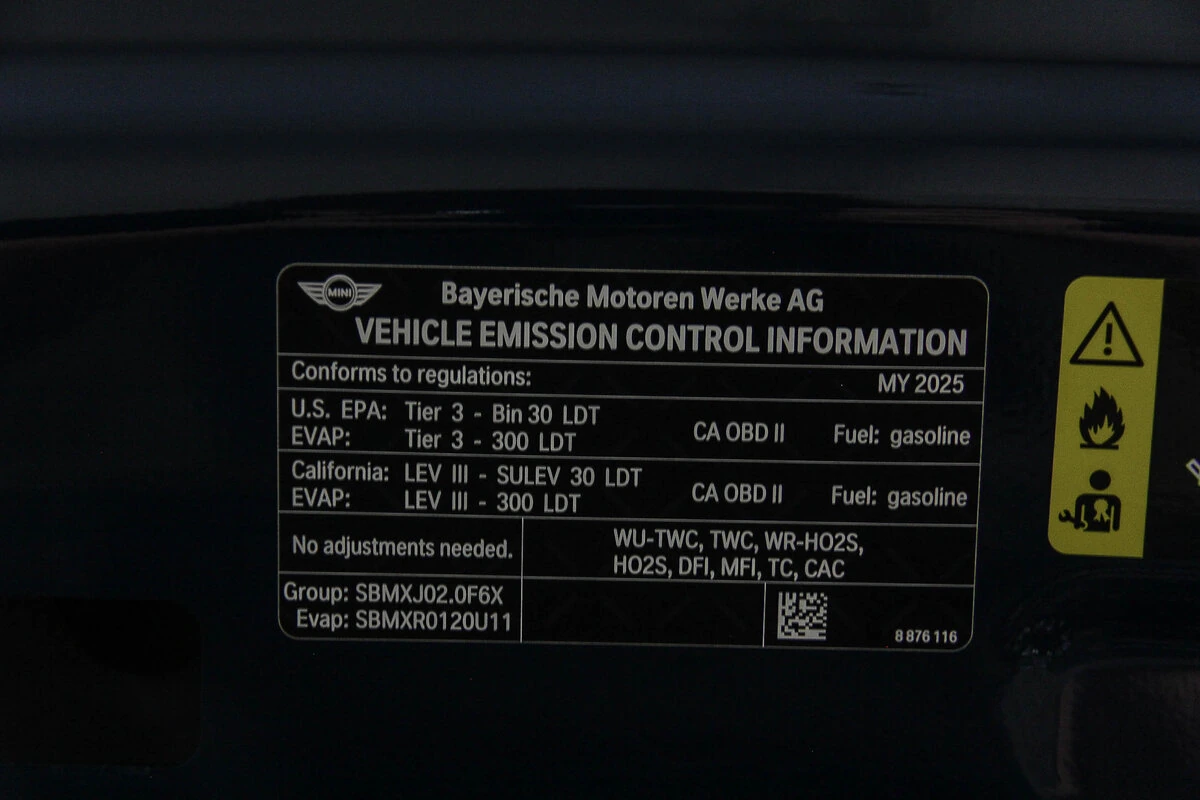 MINI
Bayerische Motoren Werke AG
VEHICLE EMISSION CONTROL INFORMATION
Conforms to regulations: MY 2025
U.S. EPA: Tier 3 - Bin 30 LDT
EVAP: Tier 3 - 300 LDT
CA OBD II Fuel: gasoline
California: LEV III - SULEV 30 LDT
EVAP: LEV III - 300 LDT
CA OBD II Fuel: gasoline
No adjustments needed.
WU-TWC, TWC, WR-HO2S,
HO2S, DFI, MFI, TC, CAC
Group: SBMXJ02.0F6X
Evap: SBMXR0120U11
8 876 116